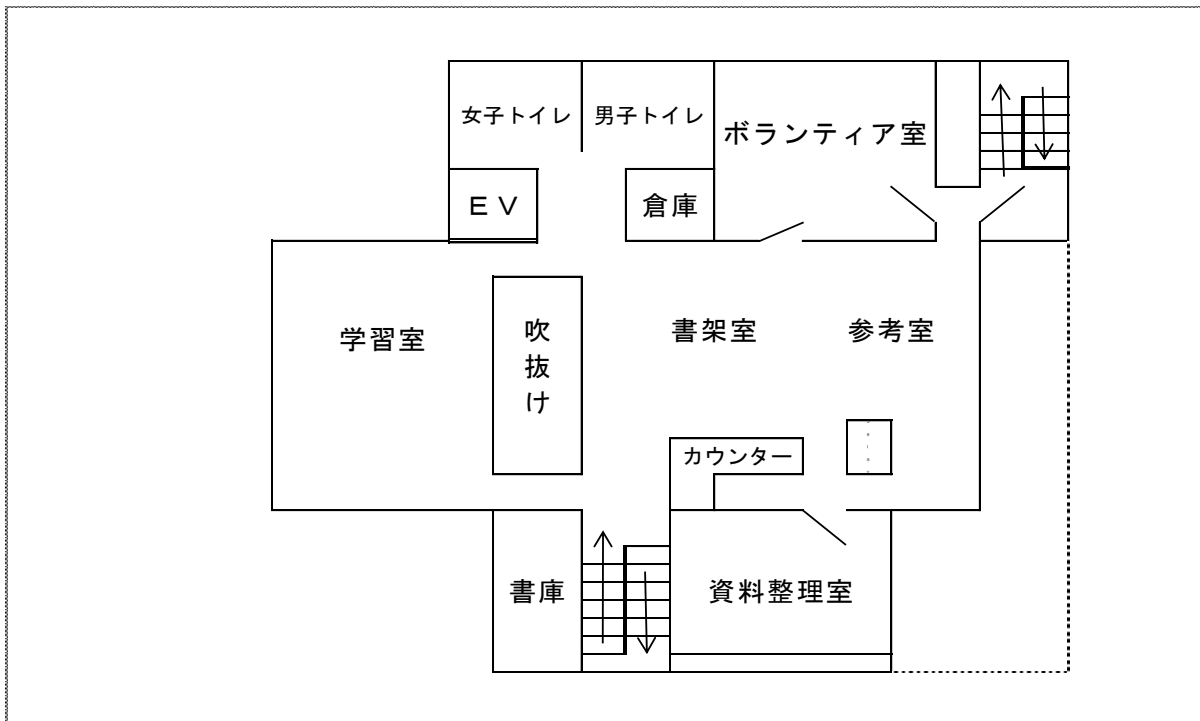 女子トイレ
男子トイレ
ボランティア室
ＥＶ
倉庫
学習室
吹抜け
書架室
参考室
カウンター
書庫
資料整理室